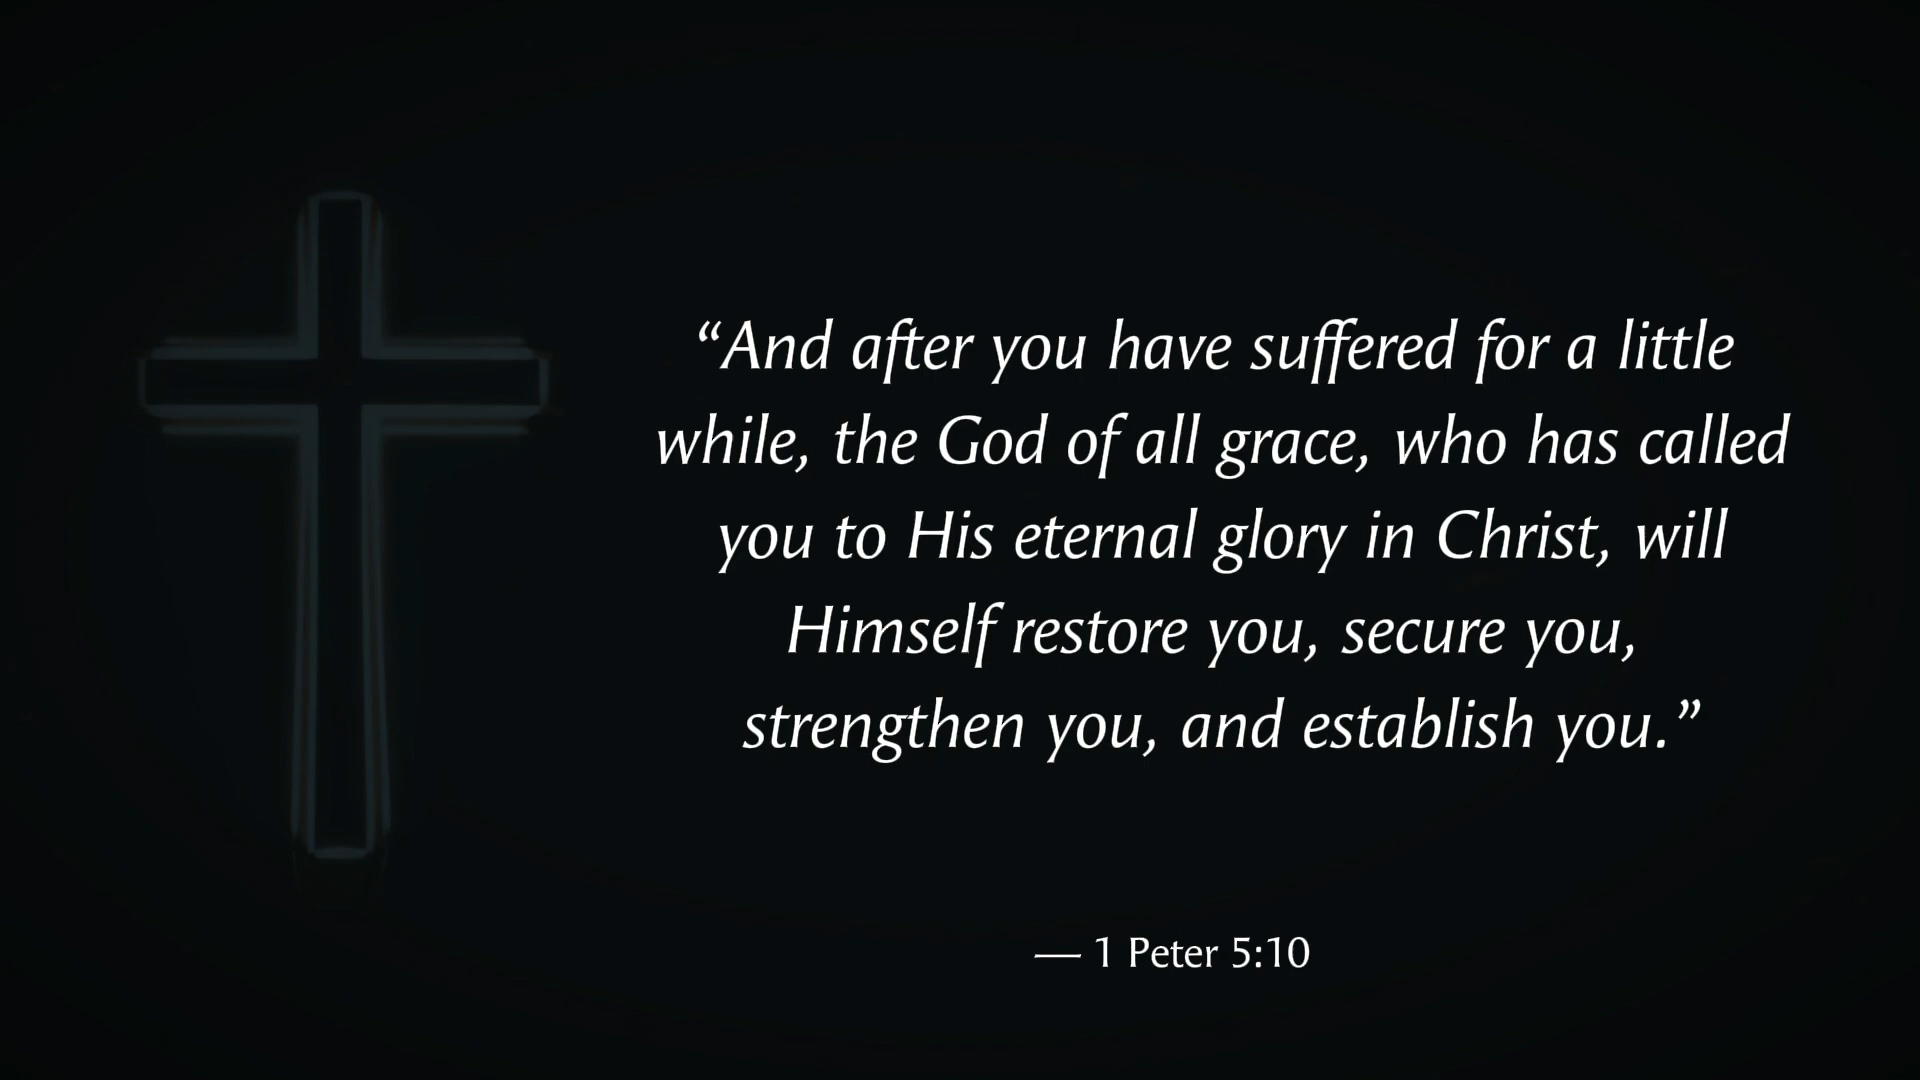 “And after you have suffered for a little
while, the God of all grace, who has called
you to His eternal glory in Christ, will
Himself restore you, secure you,
strengthen you, and establish you.”
— 1 Peter 5:10